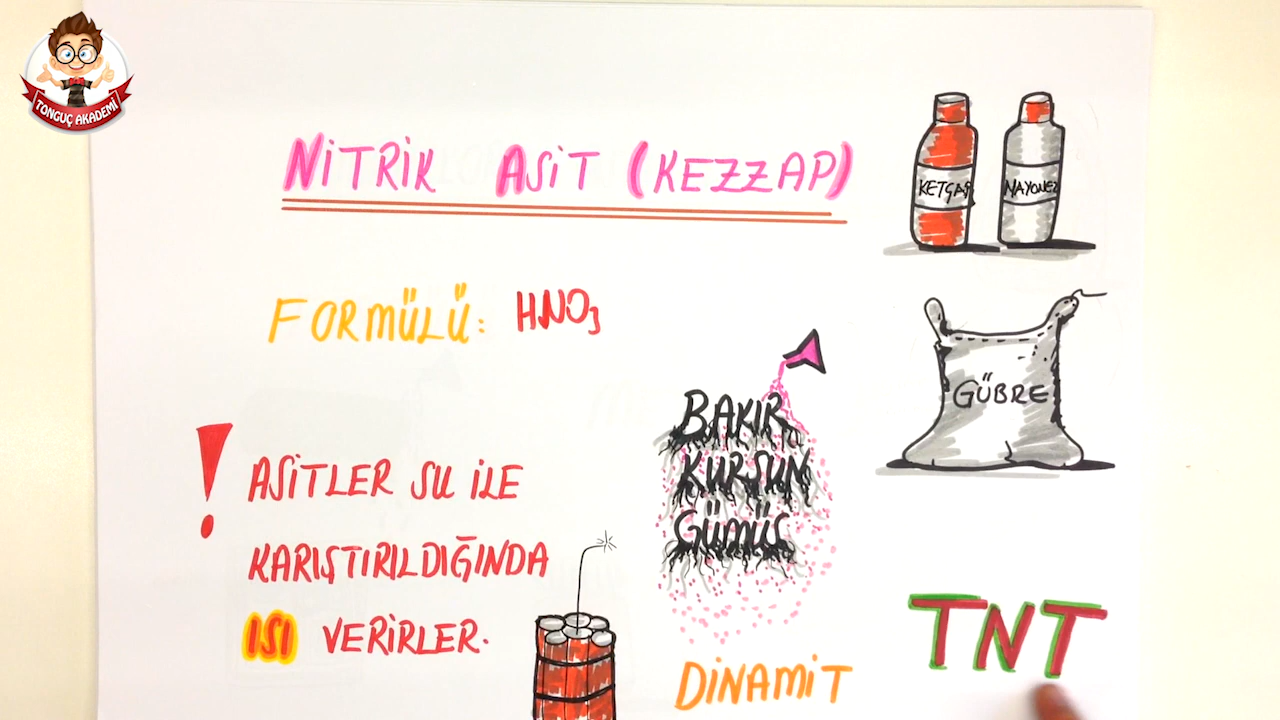 TONGUÇ AKADEMİ
NİTRİK ASİT (KEZZAP)
KETÇAP
MAYONEZ
FORMÜLÜ: HNO3
GÜBRE
BAKIR
KURŞUN
GÜMÜŞ
! ASİTLER SU İLE
KARIŞTIRILDIĞINDA
ISI VERİRLER.
DİNAMİT
TNT